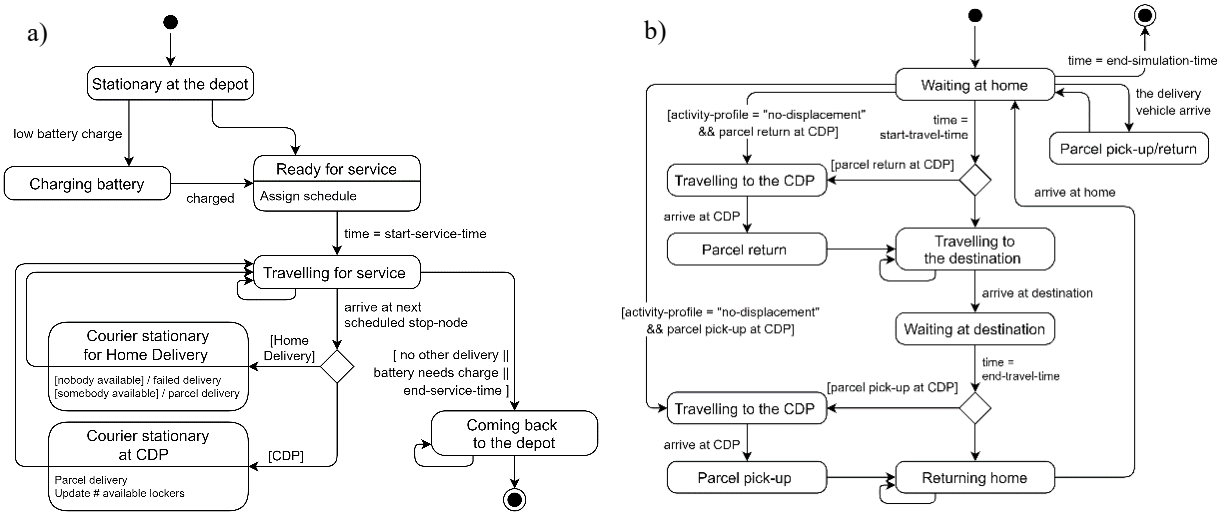 a)
Stationary at the depot
low battery charge
Charging battery
charged
Ready for service
Assign schedule
time = start-service-time
Travelling for service
arrive at next
scheduled stop-node
Courier stationary
for Home Delivery
[nobody available] / failed delivery
[somebody available] / parcel delivery
[Home
Delivery]
[ no other delivery ||
battery needs charge ||
end-service-time ]
Courier stationary
at CDP
Parcel delivery
Update # available lockers
[CDP]
Coming back
to the depot
b)
time = end-simulation-time
Waiting at home
the delivery
vehicle arrive
Parcel pick-up/return
[activity-profile = "no-displacement"
&& parcel return at CDP]
time =
start-travel-time
[parcel return at CDP]
Travelling to the CDP
arrive at CDP
Parcel return
Travelling to
the destination
arrive at home
arrive at destination
[activity-profile = "no-displacement"
&& parcel pick-up at CDP]
Waiting at destination
time =
end-travel-time
[parcel pick-up at CDP]
Travelling to the CDP
arrive at CDP
Parcel pick-up
Returning home